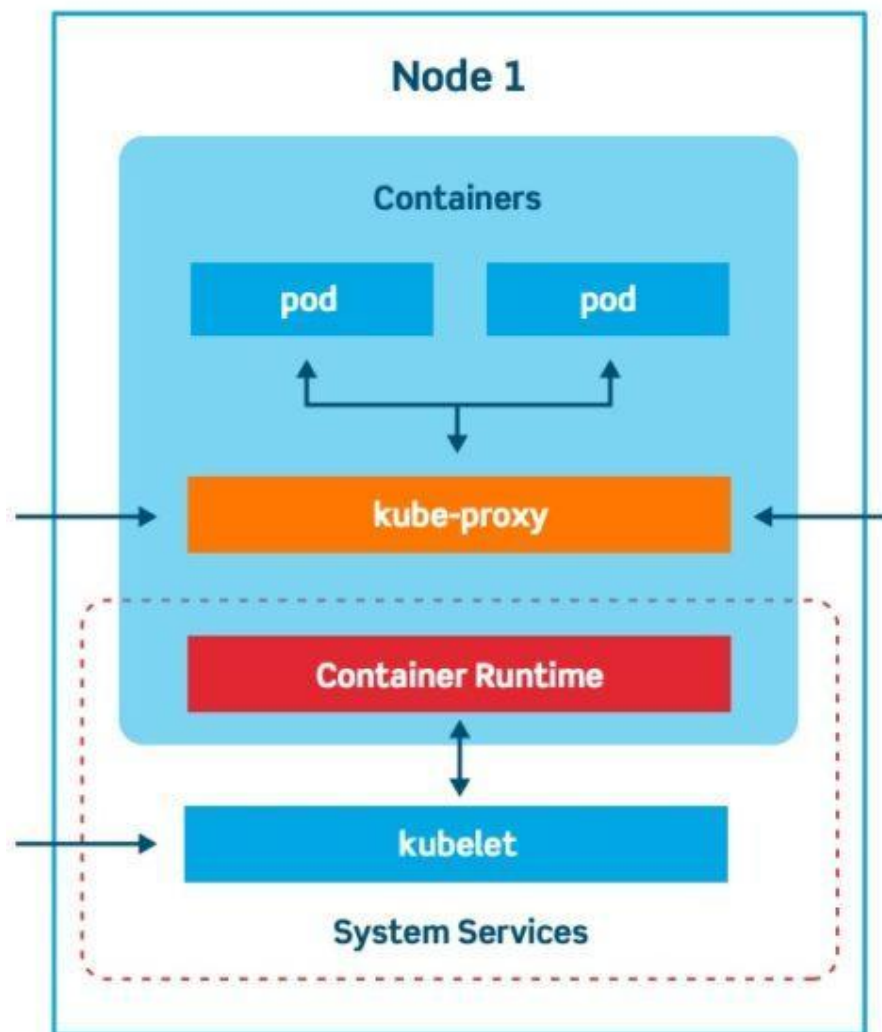 Node 1
Containers
pod pod
kube-proxy
Container Runtime
kubelet
System Services